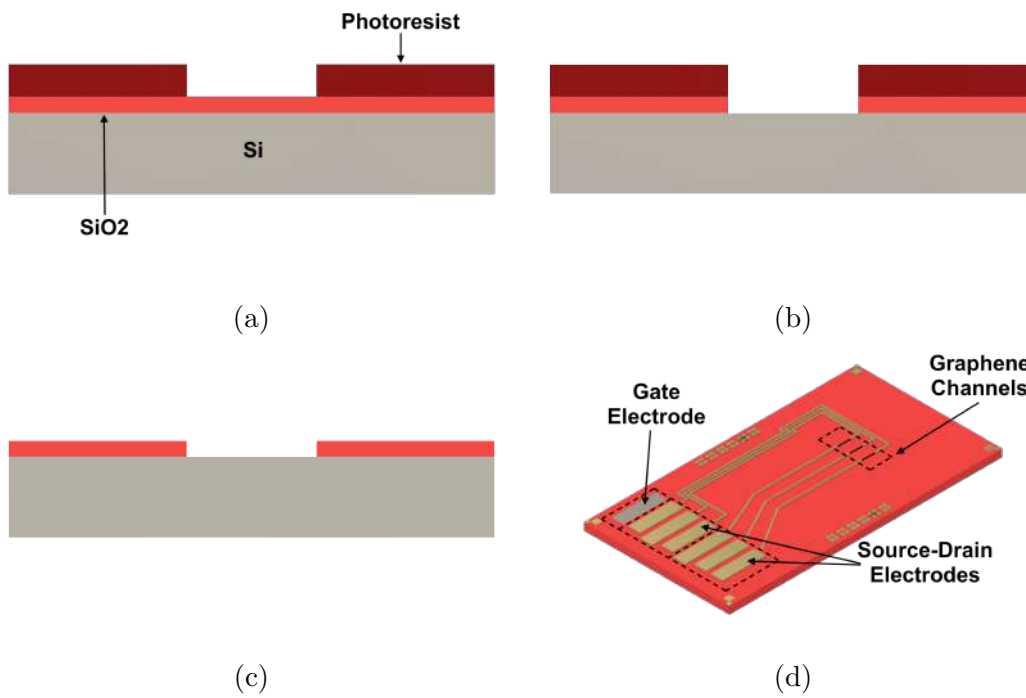 Photoresist
Si
SiO2
(a)
(b)
Gate
Electrode
Graphene
Channels
Source-Drain
Electrodes
(c)
(d)